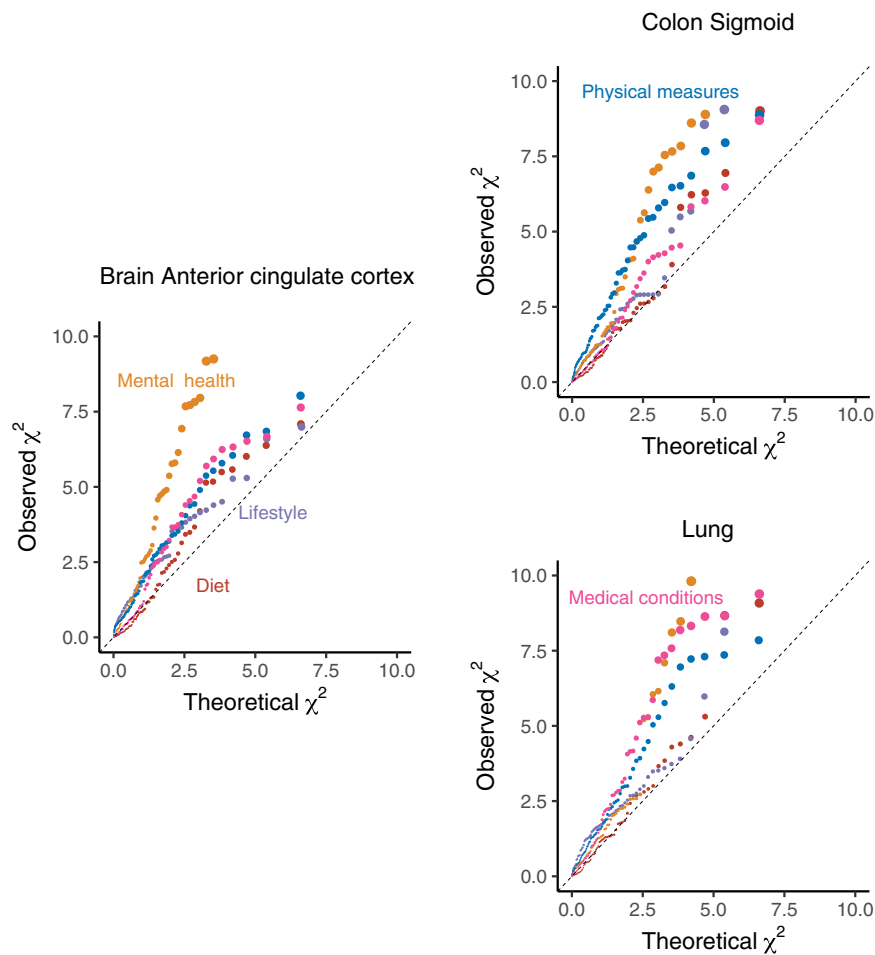 Brain Anterior cingulate cortex
Observed χ²
10.0
7.5
5.0
2.5
0.0
Mental health
Lifestyle
Diet
0.0 2.5 5.0 7.5 10.0
Theoretical χ²
Colon Sigmoid
Observed χ²
10.0
7.5
5.0
2.5
0.0
Physical measures
0.0 2.5 5.0 7.5 10.0
Theoretical χ²
Lung
Observed χ²
10.0
7.5
5.0
2.5
0.0
Medical conditions
0.0 2.5 5.0 7.5 10.0
Theoretical χ²